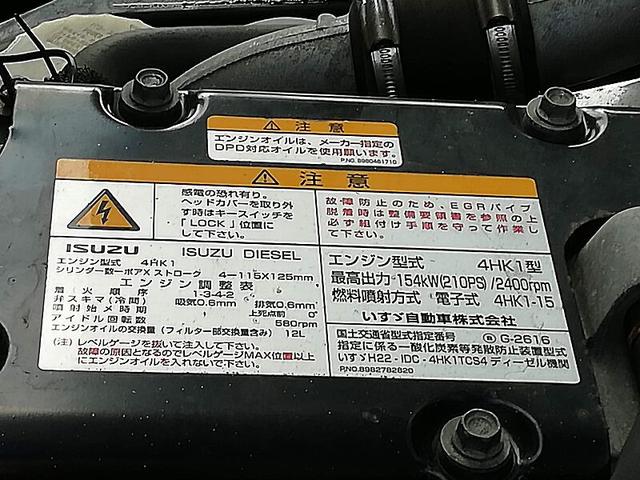 ⚠ 注意
エンジンオイルは、メーカー指定の
DPD対応オイルを使用願います。
P.NO.8980461710
⚠ 注意
感電の恐れ有り。
ヘッドカバーを取り外
す時はキースイッチを
「LOCK」位置に
して下さい。
故障防止のため、EGRパイプ
脱着時は整備要領書を参照の上
必ず組付け手順を守って作業し
て下さい。
ISUZU ISUZU DIESEL
エンジン型式 4HK1
シリンダ数-ボアXストローグ 4-115X125mm
エンジン調整表
着火順序 1-3-4-2
弁スキマ(冷間) 吸気0.6mm 排気0.6mm
噴射始メ時期 上死点前 0°
アイドル回転数 580rpm
エンジンオイルの交換量(フィルター部交換量含み) 12L
(注)レベルゲージを抜いて注入して下さい。
故障の原因となるのでレベルゲージMAX位置以上
にエンジンオイルを入れないで下さい。
エンジン型式 4HK1型
最高出力 154kW(210PS)/2400rpm
燃料噴射方式 電子式 4HK1-15
いすゞ自動車株式会社
国土交通省型式指定番号 Ⓑ G-2616
指定に係る一酸化炭素等発散防止装置型式
いすゞH22-IDC-4HK1TCS4 ディーゼル機関
P.NO.8982782620